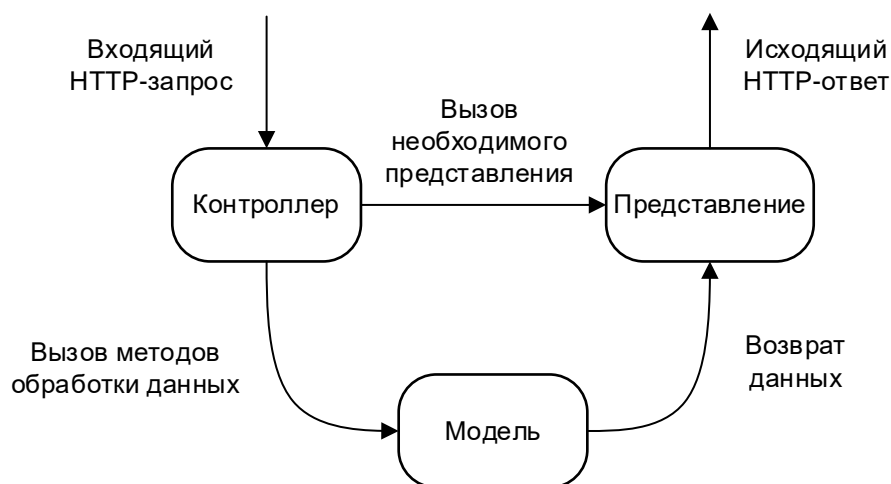 Входящий
HTTP-запрос
Исходящий
HTTP-ответ
Вызов
необходимого
представления
Контроллер
Представление
Вызов методов
обработки данных
Возврат
данных
Модель